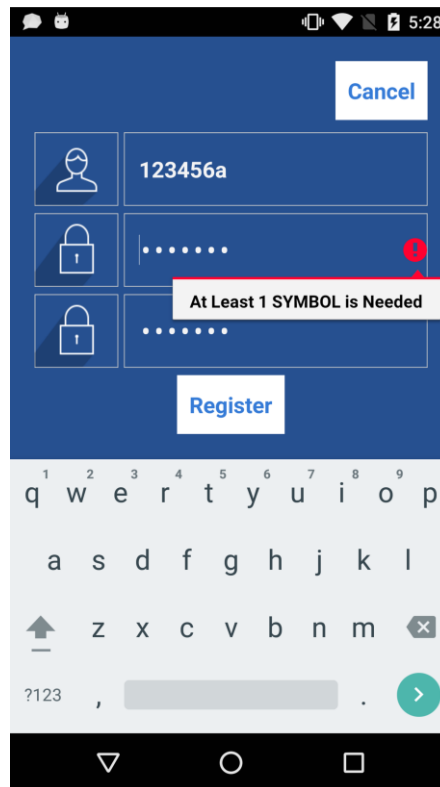 5:28
Cancel
123456a
•••••••
At Least 1 SYMBOL is Needed
•••••••
Register
1 2 3 4 5 6 7 8 9
q w e r t y u i o p
a s d f g h j k l
z x c v b n m
?123 , .